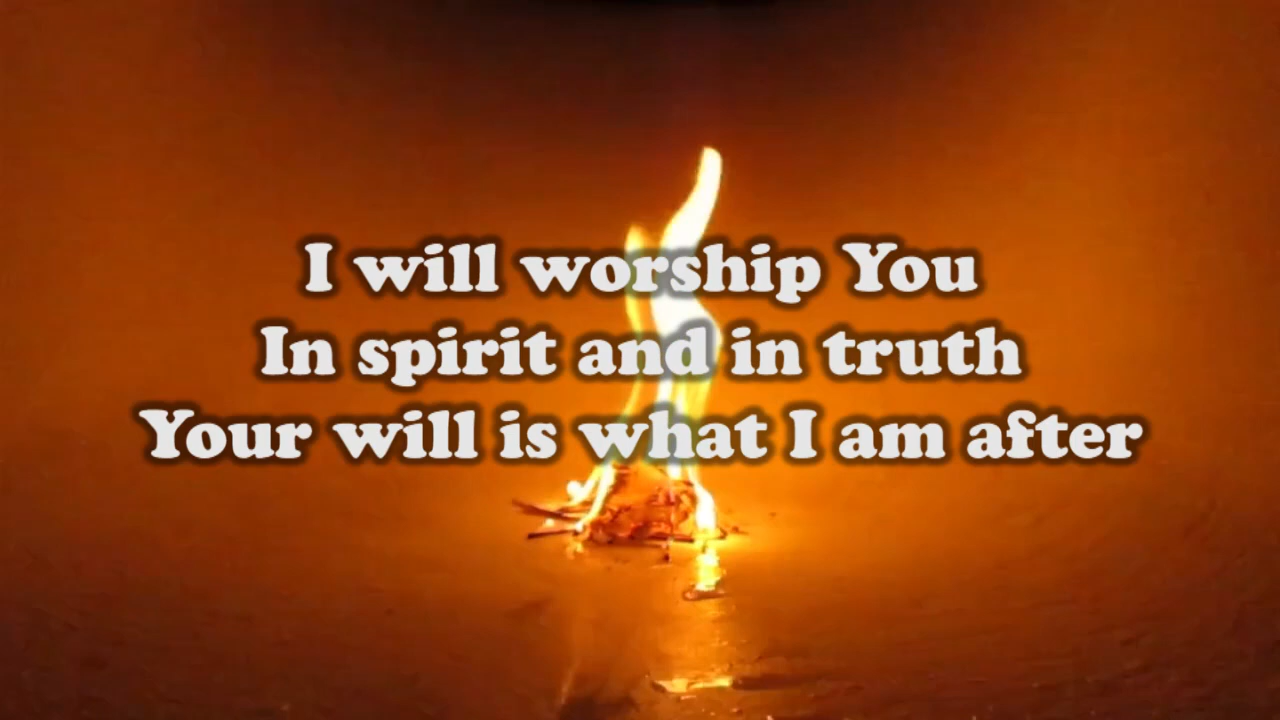 I will worship You
In spirit and in truth
Your will is what I am after